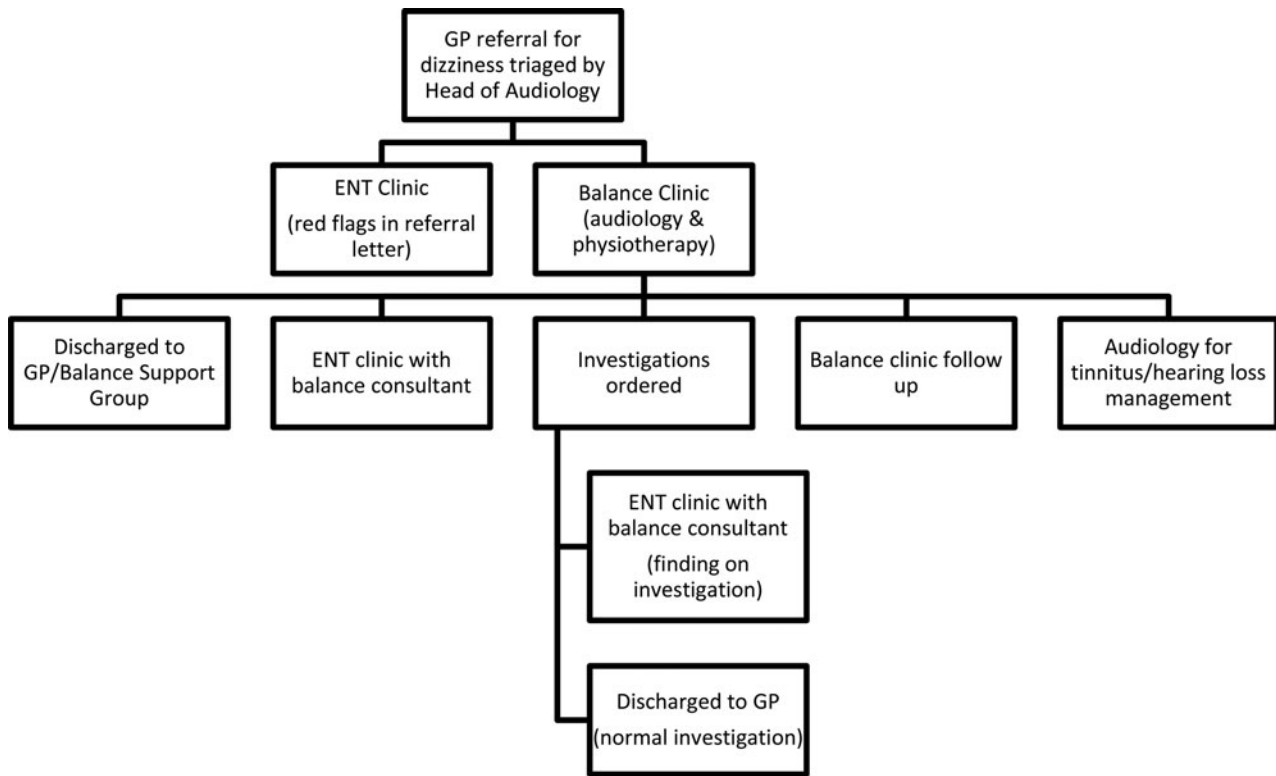 GP referral for
dizziness triaged by
Head of Audiology
ENT Clinic
(red flags in referral
letter)
Balance Clinic
(audiology &
physiotherapy)
Discharged to
GP/Balance Support
Group
ENT clinic with
balance consultant
Investigations
ordered
Balance clinic follow
up
Audiology for
tinnitus/hearing loss
management
ENT clinic with
balance consultant
(finding on
investigation)
Discharged to GP
(normal investigation)